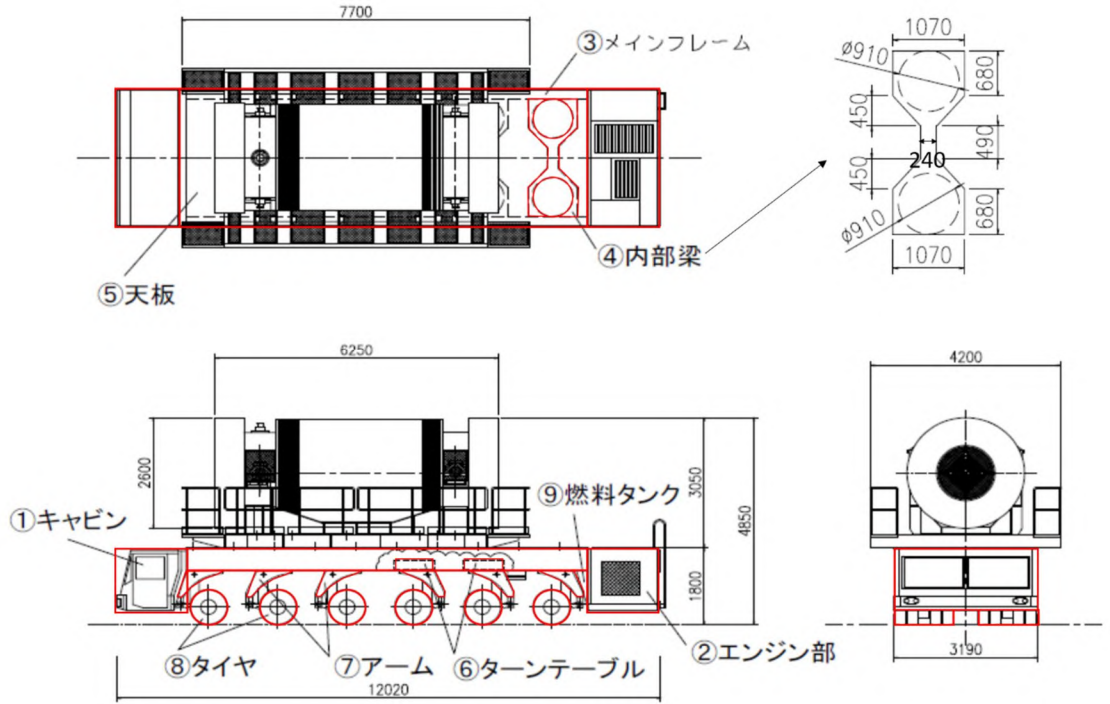 7700
③メインフレーム
④内部梁
⑤天板
1070
ø910
680
450
490
240
450
ø910
680
1070
6250
2600
①キャビン
⑨燃料タンク
3050
4850
1800
⑧タイヤ
⑦アーム
⑥ターンテーブル
②エンジン部
12020
4200
3190